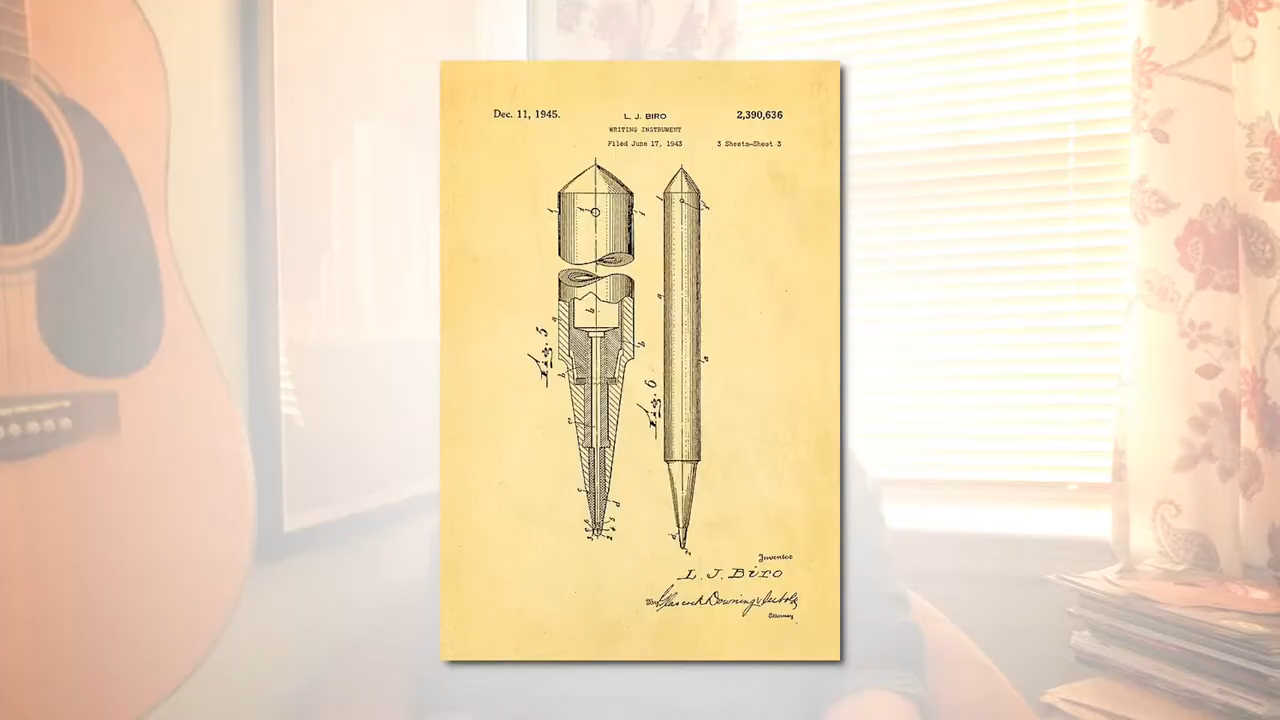 Dec. 11, 1945.
L. J. BIRO
2,390,636
WRITING INSTRUMENT
Filed June 17, 1943
3 Sheets-Sheet 3
Fig. 5
Fig. 6
Inventor
L. J. Biro
By
Attorney